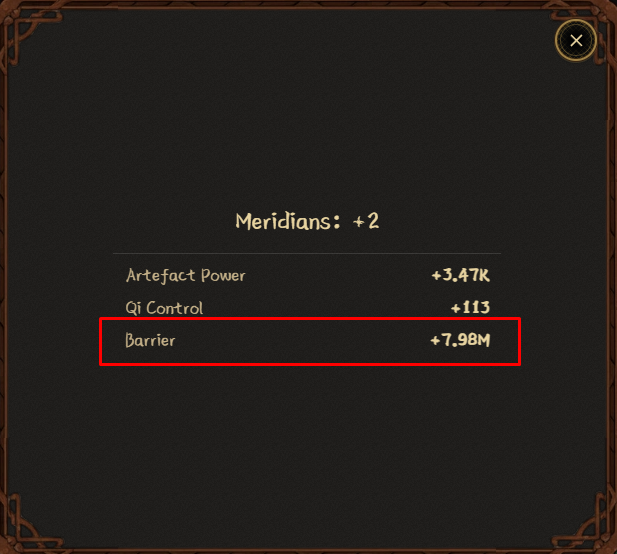 Meridians: +2
Artefact Power +3.47K
Qi Control +113
Barrier +7.98M